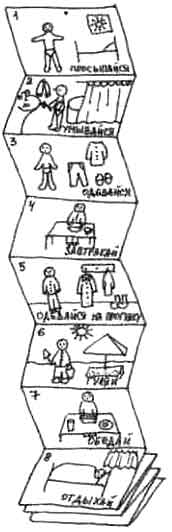 1
ПРОСЫПАЙСЯ
2
УМЫВАЙСЯ
3
ОДЕВАЙСЯ
4
ЗАВТРАКАЙ
5
ОДЕВАЙСЯ НА ПРОГУЛКУ
6
ГУЛЯЙ
7
ОБЕДАЙ
8
ОТДЫХАЙ